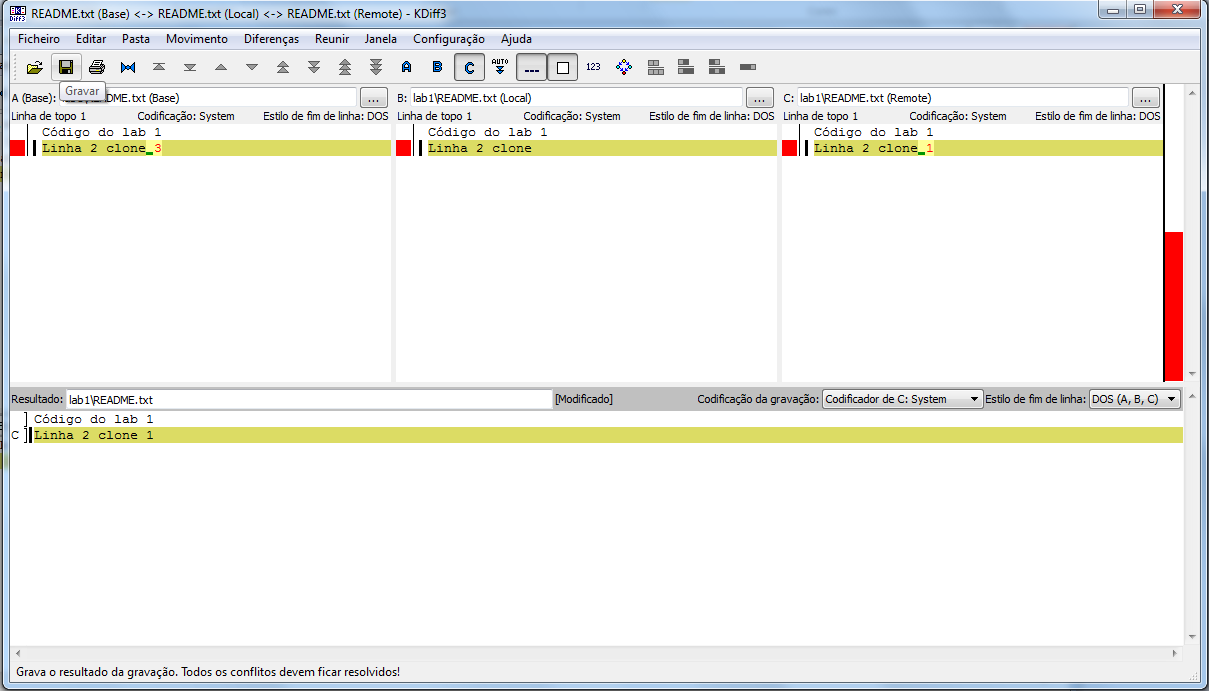 README.txt (Base) <-> README.txt (Local) <-> README.txt (Remote) - KDiff3
Ficheiro Editar Pasta Movimento Diferenças Reunir Janela Configuração Ajuda
A B C AUTO 123
Gravar
A (Base): README.txt (Base) ... B: lab1\README.txt (Local) ... C: lab1\README.txt (Remote) ...
Linha de topo 1 Codificação: System Estilo de fim de linha: DOS Linha de topo 1 Codificação: System Estilo de fim de linha: DOS Linha de topo 1 Codificação: System Estilo de fim de linha: DOS
Código do lab 1 Código do lab 1 Código do lab 1
Linha 2 clone 3 Linha 2 clone Linha 2 clone 1
Resultado: lab1\README.txt [Modificado] Codificação da gravação: Codificador de C: System Estilo de fim de linha: DOS (A, B, C)
Código do lab 1
C Linha 2 clone 1
Grava o resultado da gravação. Todos os conflitos devem ficar resolvidos!